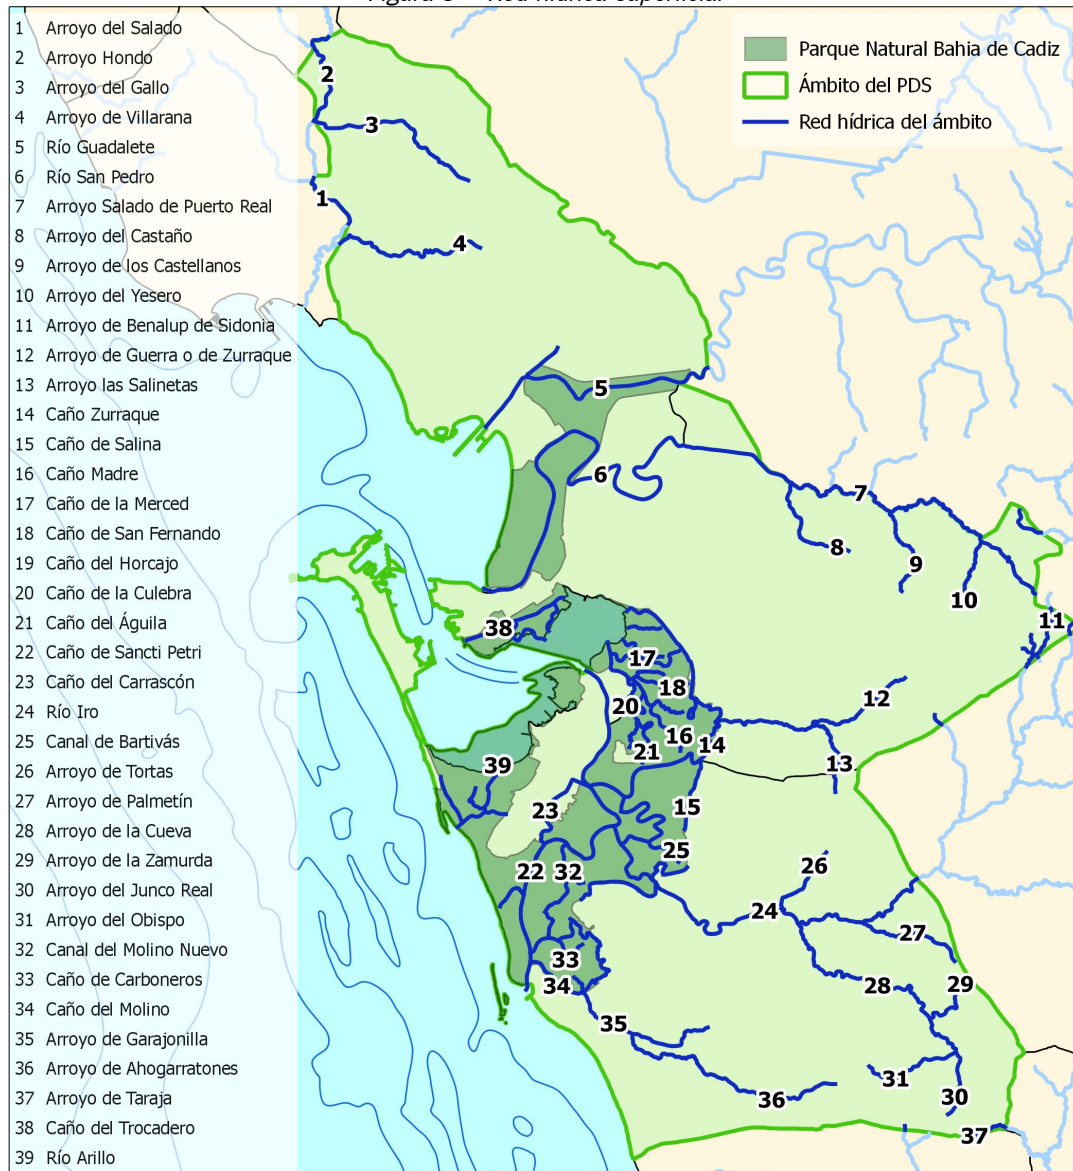 1 Arroyo del Salado
2 Arroyo Hondo
3 Arroyo del Gallo
4 Arroyo de Villarana
5 Río Guadalete
6 Río San Pedro
7 Arroyo Salado de Puerto Real
8 Arroyo del Castaño
9 Arroyo de los Castellanos
10 Arroyo del Yesero
11 Arroyo de Benalup de Sidonia
12 Arroyo de Guerra o de Zurraque
13 Arroyo las Salinetas
14 Caño Zurraque
15 Caño de Salina
16 Caño Madre
17 Caño de la Merced
18 Caño de San Fernando
19 Caño del Horcajo
20 Caño de la Culebra
21 Caño del Águila
22 Caño de Sancti Petri
23 Caño del Carrascón
24 Río Iro
25 Canal de Bartivás
26 Arroyo de Tortas
27 Arroyo de Palmetín
28 Arroyo de la Cueva
29 Arroyo de la Zamurda
30 Arroyo del Junco Real
31 Arroyo del Obispo
32 Canal del Molino Nuevo
33 Caño de Carboneros
34 Caño del Molino
35 Arroyo de Garajonilla
36 Arroyo de Ahogarratones
37 Arroyo de Taraja
38 Caño del Trocadero
39 Río Arillo
Parque Natural Bahia de Cadiz
Ámbito del PDS
Red hídrica del ámbito
2
3
1
4
5
6
7
8
9
10
11
38
17
18
20
12
16
14
21
39
13
15
23
25
26
22
32
24
27
33
28
29
34
35
31
36
30
37